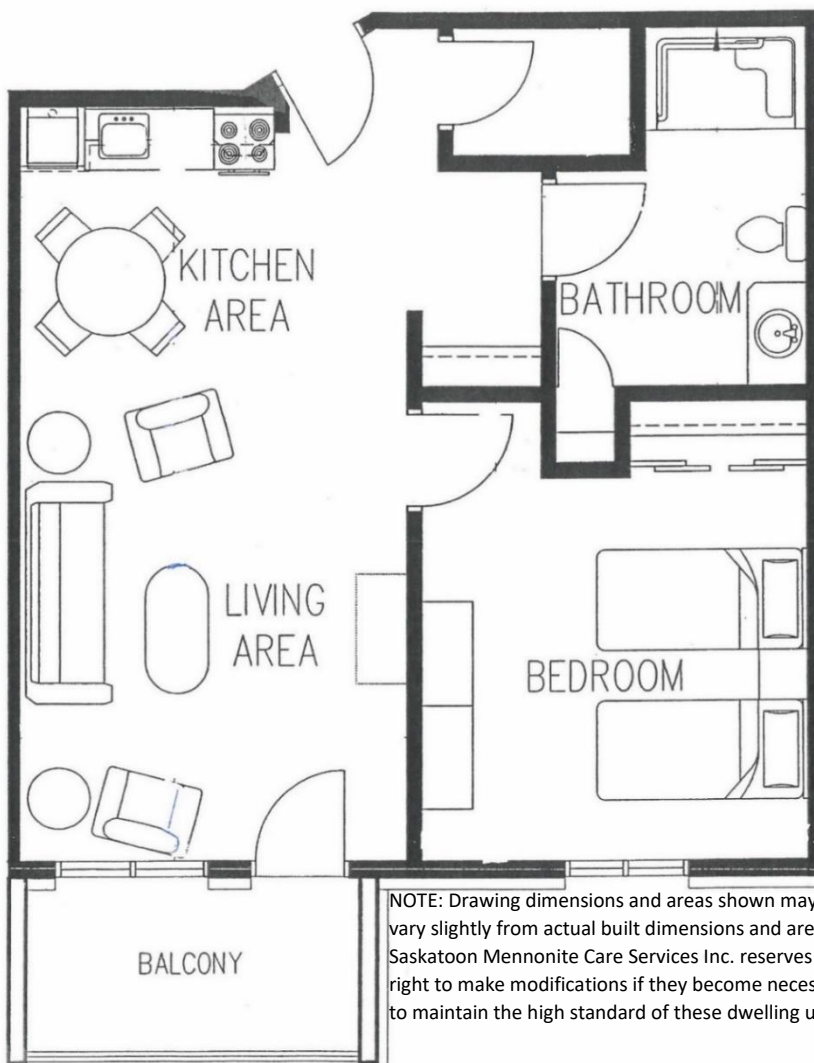 KITCHEN
AREA
BATHROOM
LIVING
AREA
BEDROOM
BALCONY
NOTE: Drawing dimensions and areas shown may
vary slightly from actual built dimensions and are
Saskatoon Mennonite Care Services Inc. reserves
right to make modifications if they become
to maintain the high standard of these dwelling